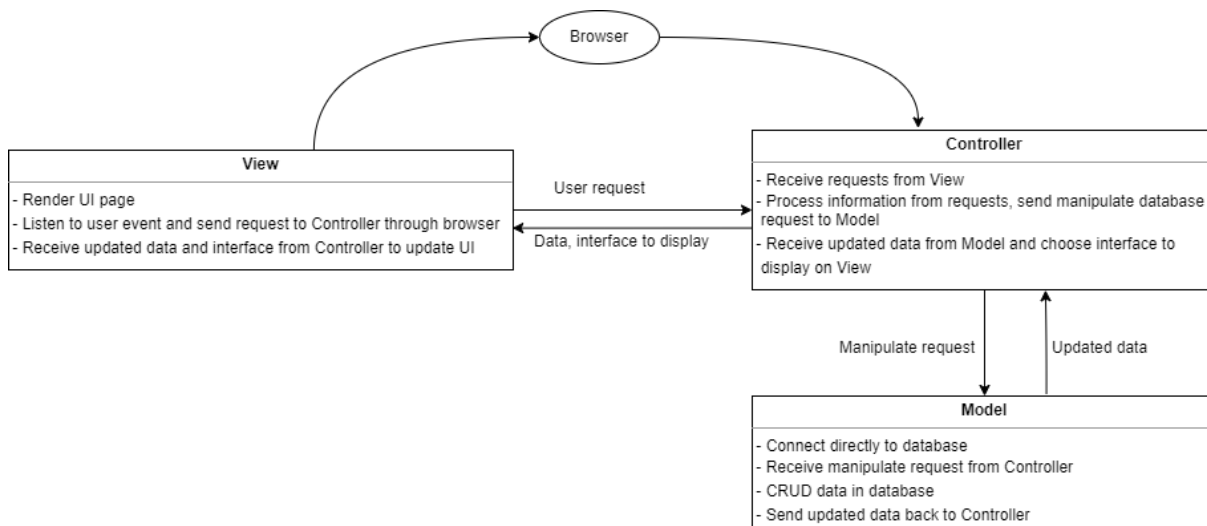 Browser
View
- Render UI page
- Listen to user event and send request to Controller through browser
- Receive updated data and interface from Controller to update UI
User request
Data, interface to display
Controller
- Receive requests from View
- Process information from requests, send manipulate database
request to Model
- Receive updated data from Model and choose interface to
display on View
Manipulate request
Updated data
Model
- Connect directly to database
- Receive manipulate request from Controller
- CRUD data in database
- Send updated data back to Controller